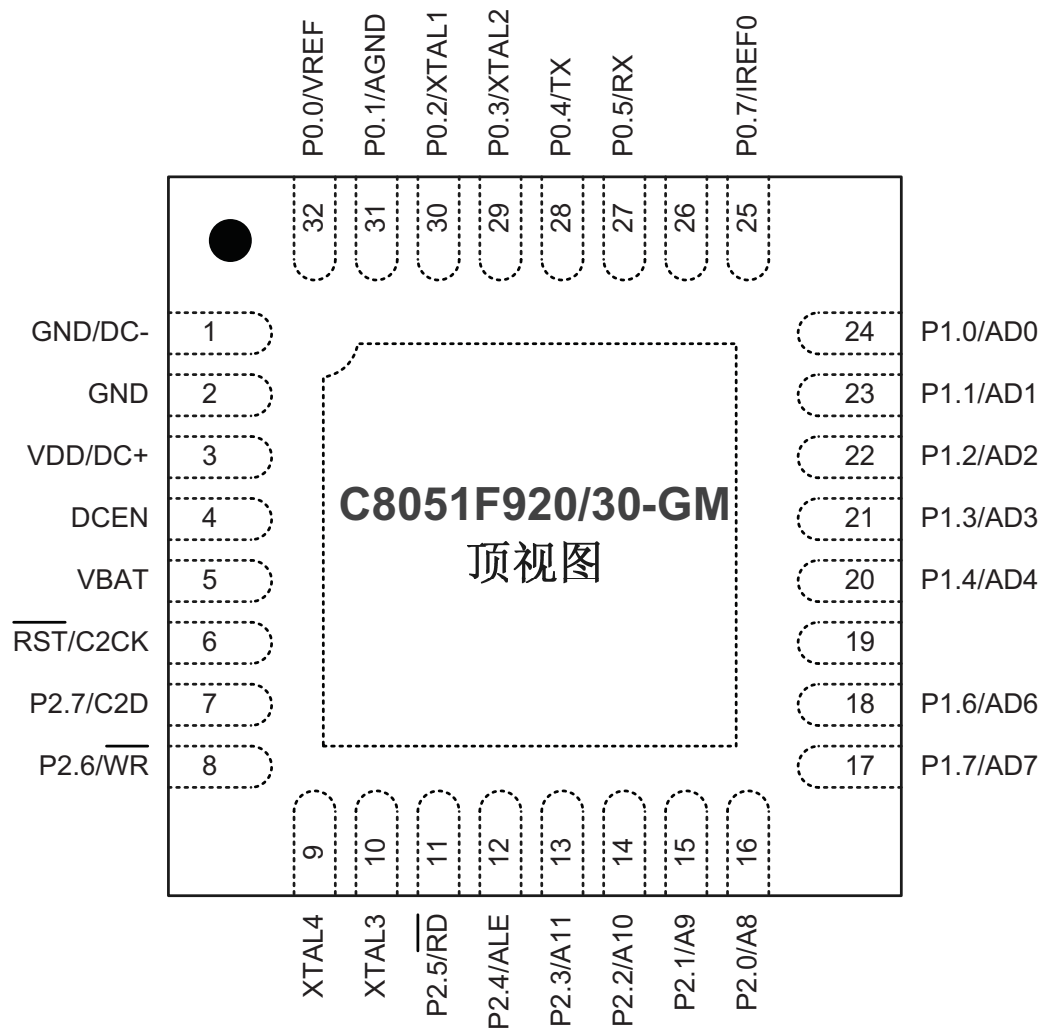 P0.0/VREF
P0.1/AGND
P0.2/XTAL1
P0.3/XTAL2
P0.4/TX
P0.5/RX
P0.7/IREF0
32
31
30
29
28
27
26
25
GND/DC-
1
GND
2
VDD/DC+
3
DCEN
4
VBAT
5
RST/C2CK
6
P2.7/C2D
7
P2.6/WR
8
C8051F920/30-GM
顶视图
24
P1.0/AD0
23
P1.1/AD1
22
P1.2/AD2
21
P1.3/AD3
20
P1.4/AD4
19
18
P1.6/AD6
17
P1.7/AD7
9
10
11
12
13
14
15
16
XTAL4
XTAL3
P2.5/RD
P2.4/ALE
P2.3/A11
P2.2/A10
P2.1/A9
P2.0/A8